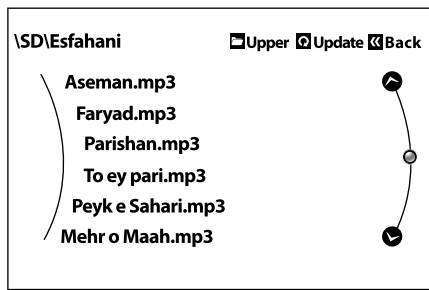 \SD\Esfahani Upper Update Back
Aseman.mp3
Faryad.mp3
Parishan.mp3
To ey pari.mp3
Peyk e Sahari.mp3
Mehr o Maah.mp3